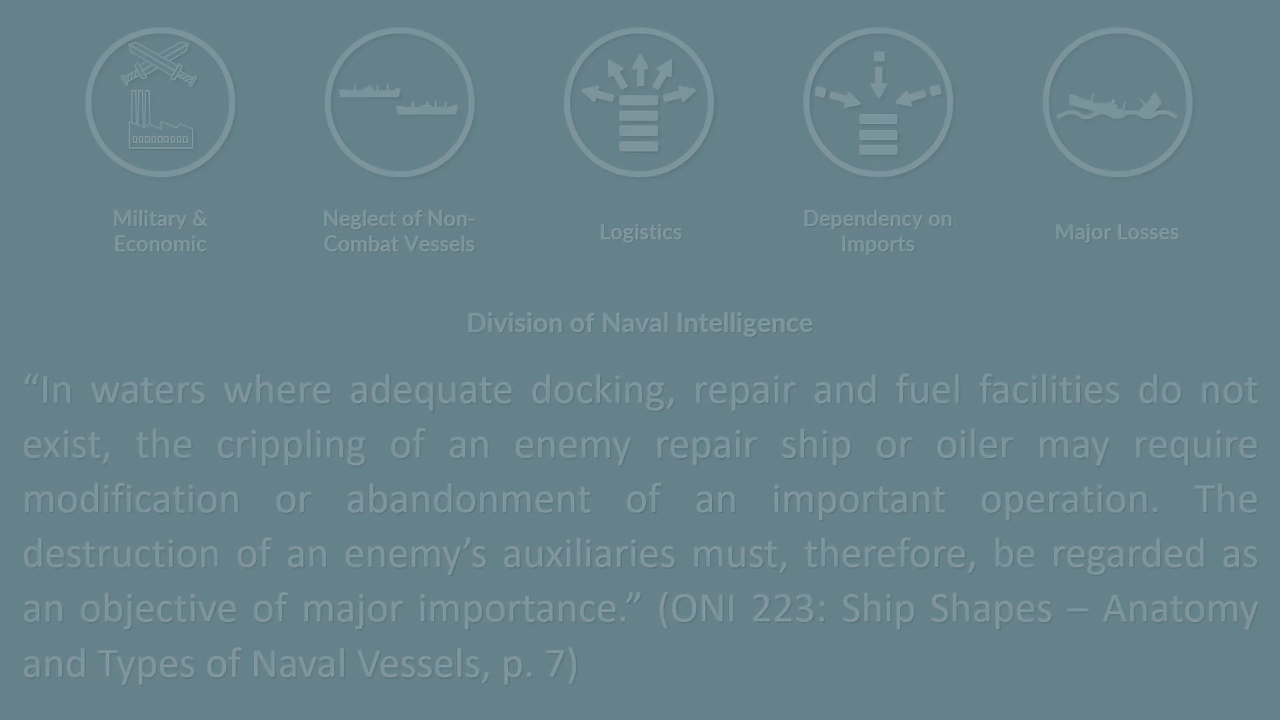 Military &
Economic
Neglect of Non-
Combat Vessels
Logistics
Dependency on
Imports
Major Losses
Division of Naval Intelligence
“In waters where adequate docking, repair and fuel facilities do not
exist, the crippling of an enemy repair ship or oiler may require
modification or abandonment of an important operation. The
destruction of an enemy’s auxiliaries must, therefore, be regarded as
an objective of major importance.” (ONI 223: Ship Shapes – Anatomy
and Types of Naval Vessels, p. 7)